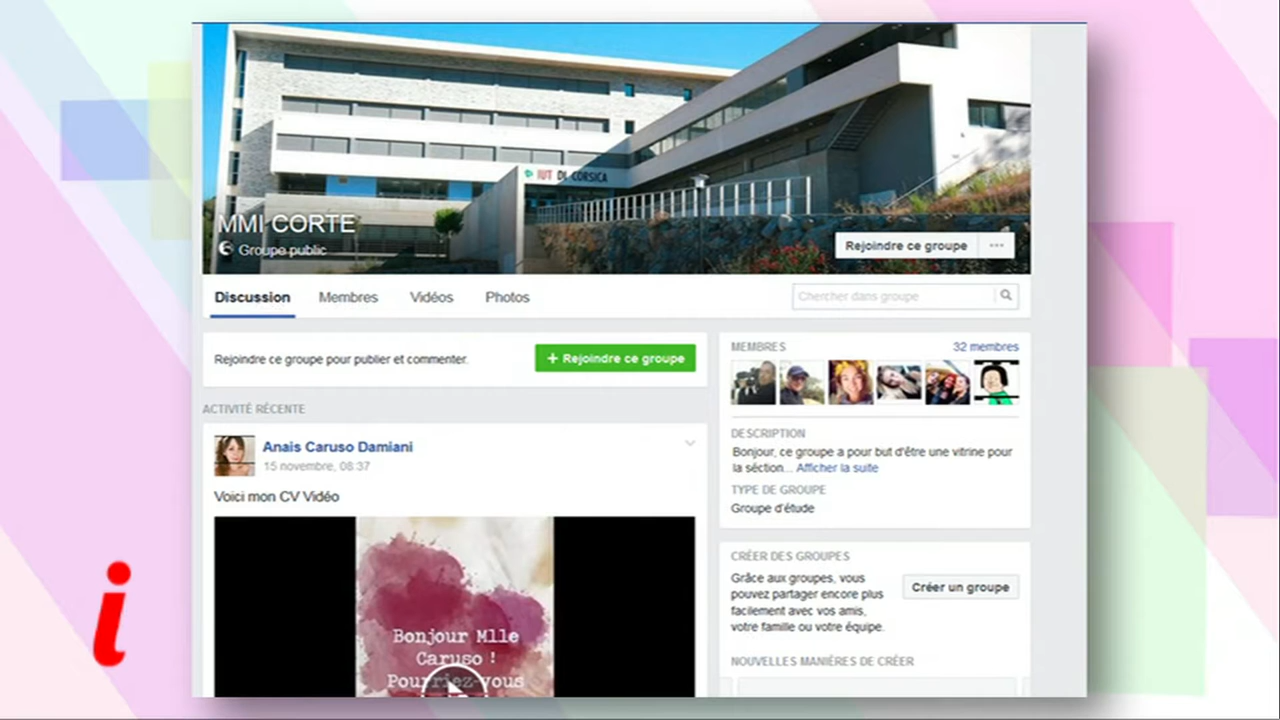 IUT DI CORSICA
MMI CORTE
Groupe public
Rejoindre ce groupe
Discussion Membres Vidéos Photos
Chercher dans groupe
Rejoindre ce groupe pour publier et commenter.
+ Rejoindre ce groupe
MEMBRES 32 membres
ACTIVITÉ RÉCENTE
Anais Caruso Damiani
15 novembre, 08:37
Voici mon CV Vidéo
Bonjour Mlle
Caruso !
Pourriez-vous
DESCRIPTION
Bonjour, ce groupe a pour but d'être une vitrine pour
la séction... Afficher la suite
TYPE DE GROUPE
Groupe d'étude
CRÉER DES GROUPES
Grâce aux groupes, vous
pouvez partager encore plus
facilement avec vos amis,
votre famille ou votre équipe.
Créer un groupe
NOUVELLES MANIÈRES DE CRÉER
i